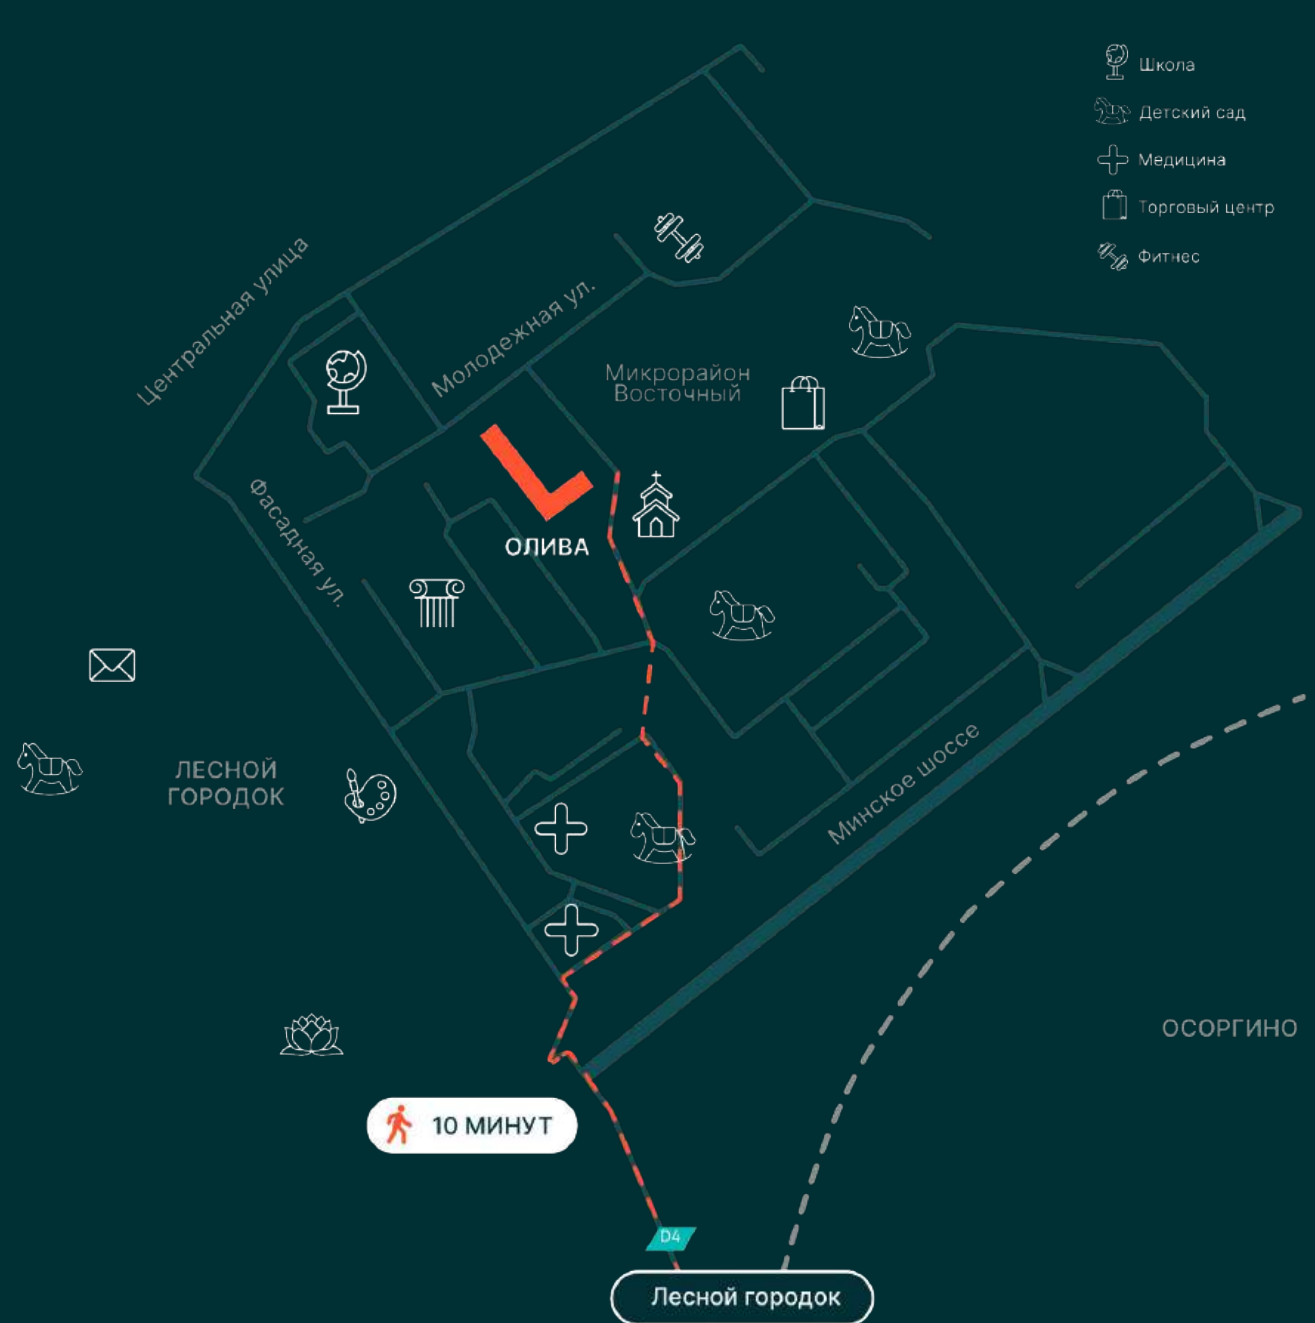 Школа
Детский сад
Медицина
Торговый центр
Фитнес
Центральная улица
Молодежная ул.
Микрорайон
Восточный
Фасадная ул.
ОЛИВА
ЛЕСНОЙ
ГОРОДОК
Минское шоссе
ОСОРГИНО
10 МИНУТ
D4
Лесной городок